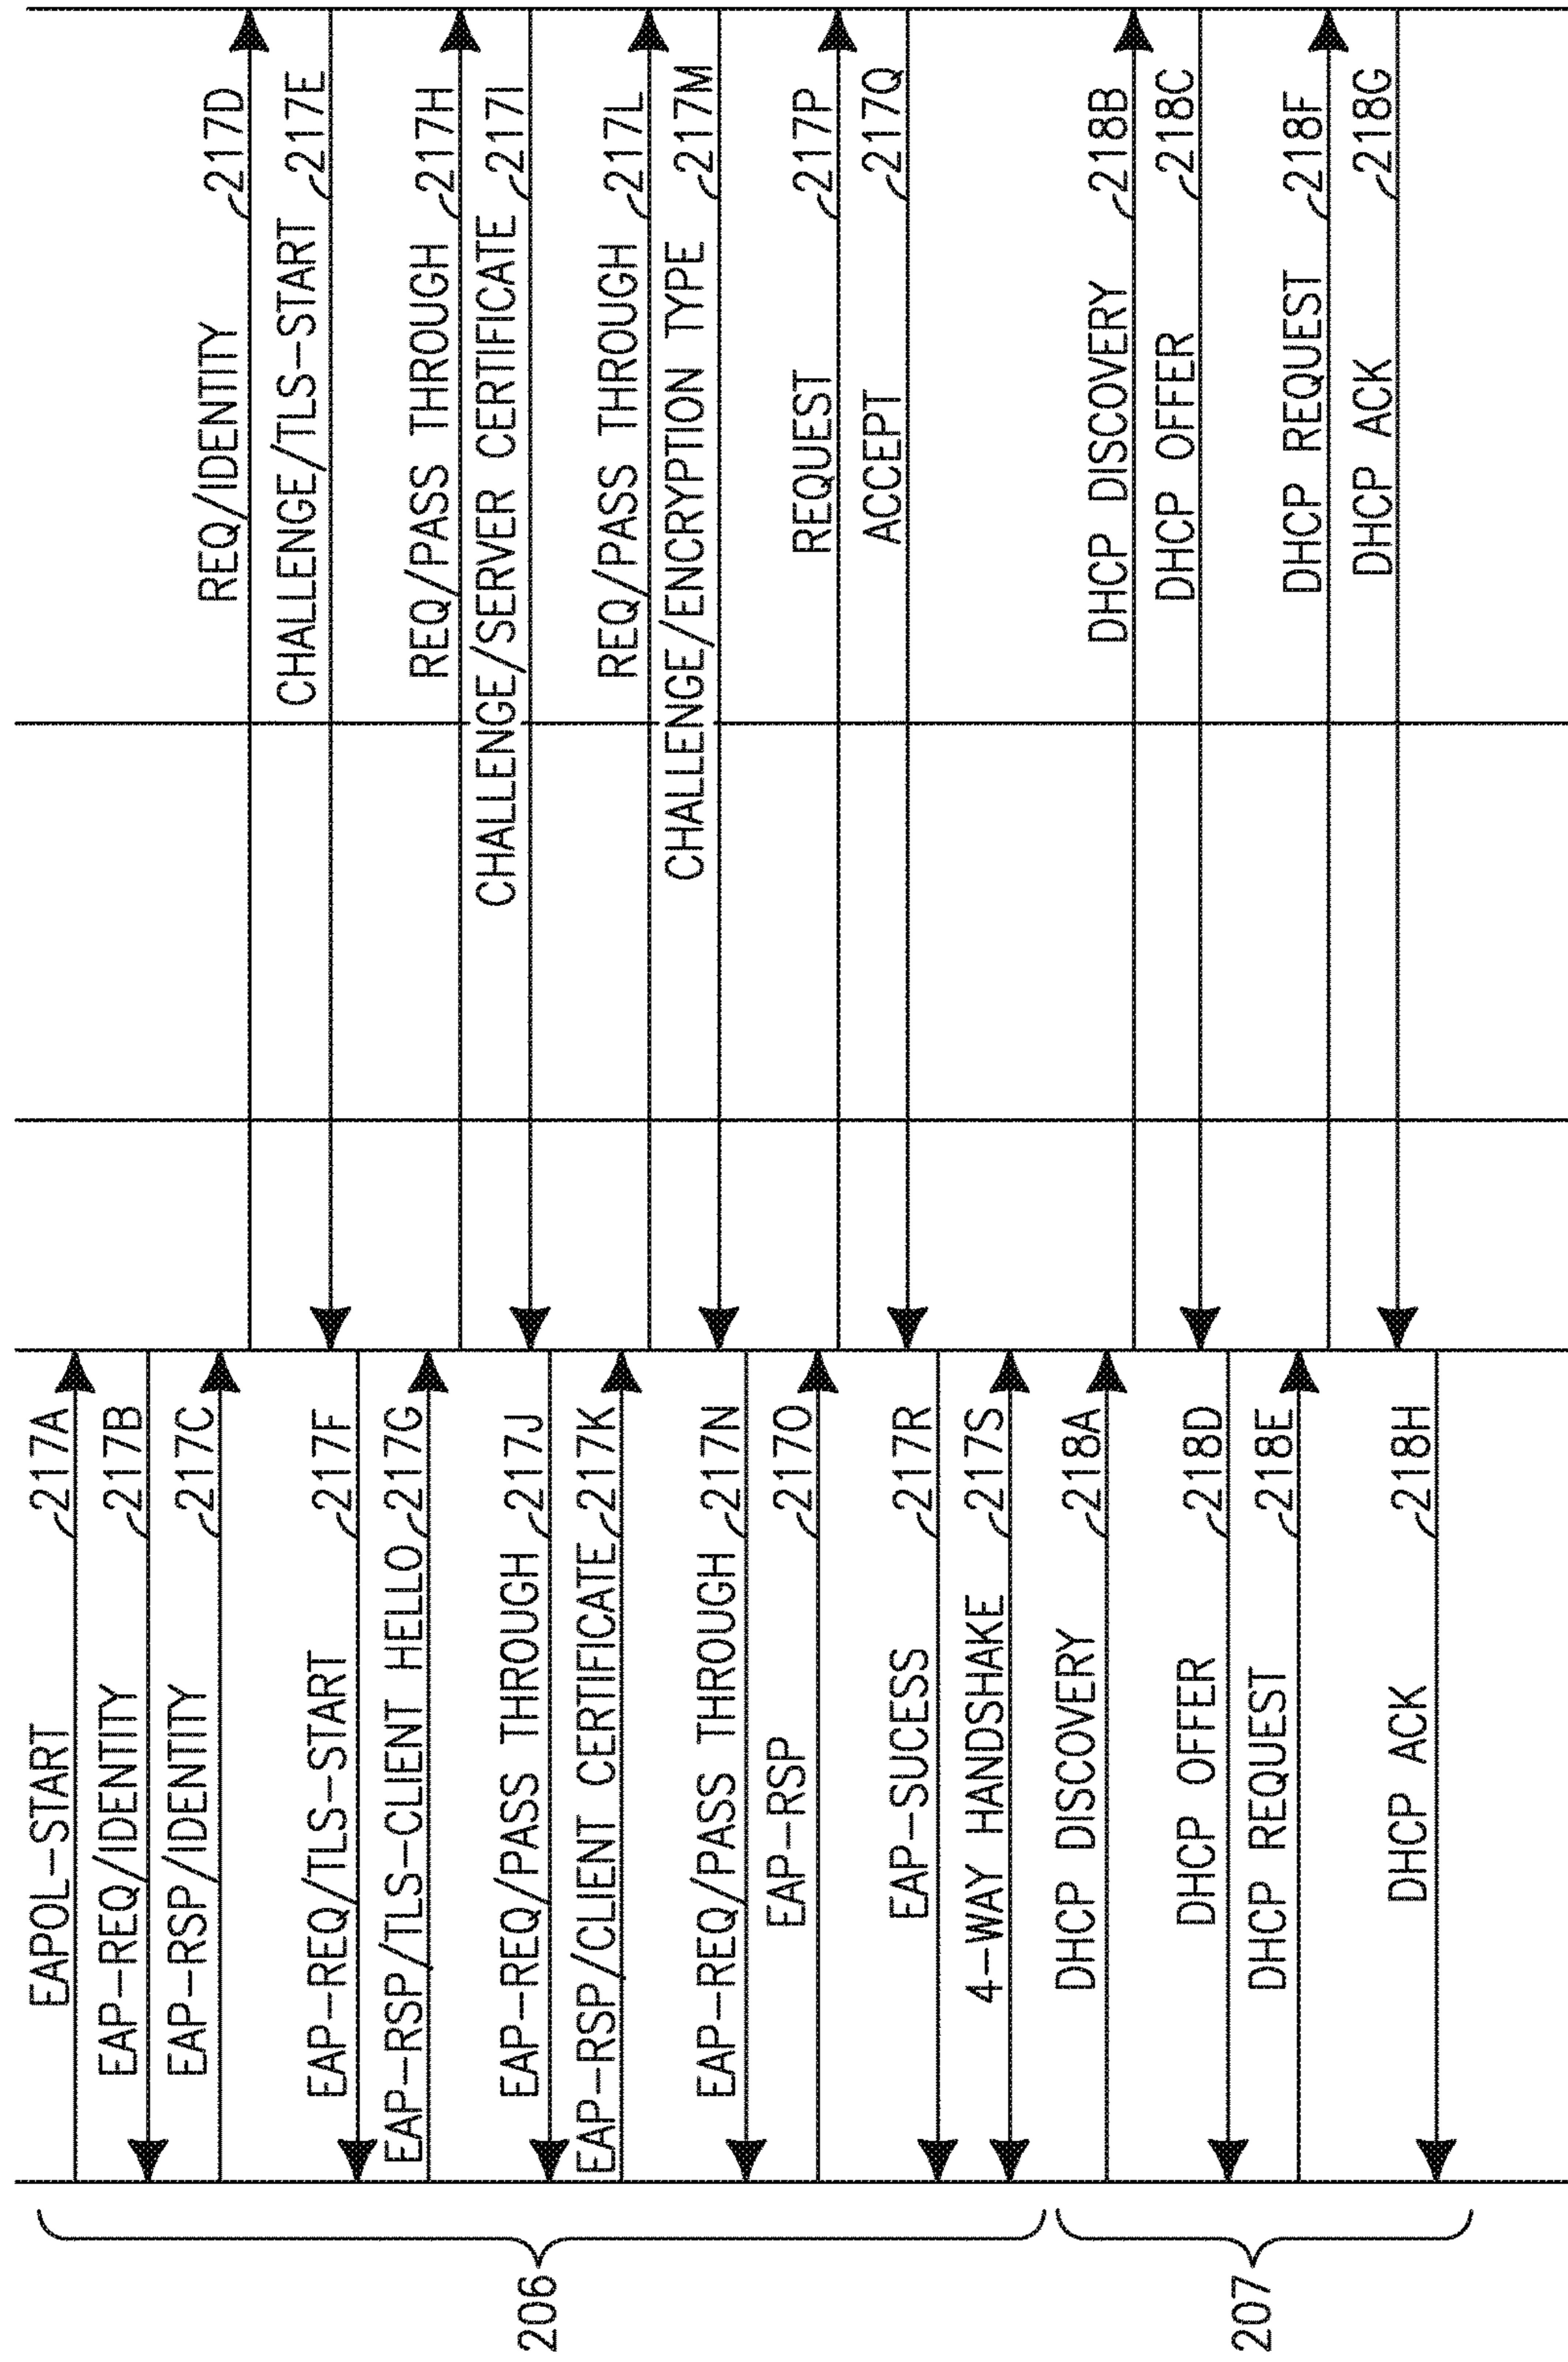 EAPOL-START 217A
EAP-REQ/IDENTITY 217B
EAP-RSP/IDENTITY 217C
REQ/IDENTITY 217D
CHALLENGE/TLS-START 217E
EAP-REQ/TLS-START 217F
EAP-RSP/TLS-CLIENT HELLO 217G
REQ/PASS THROUGH 217H
CHALLENGE/SERVER CERTIFICATE 217I
EAP-REQ/PASS THROUGH 217J
EAP-RSP/CLIENT CERTIFICATE 217K
REQ/PASS THROUGH 217L
CHALLENGE/ENCRYPTION TYPE 217M
EAP-REQ/PASS THROUGH 217N
EAP-RSP 217O
REQUEST 217P
ACCEPT 217Q
EAP-SUCESS 217R
4-WAY HANDSHAKE 217S
206
DHCP DISCOVERY 218A
DHCP DISCOVERY 218B
DHCP OFFER 218C
DHCP OFFER 218D
DHCP REQUEST 218E
DHCP REQUEST 218F
DHCP ACK 218G
DHCP ACK 218H
207